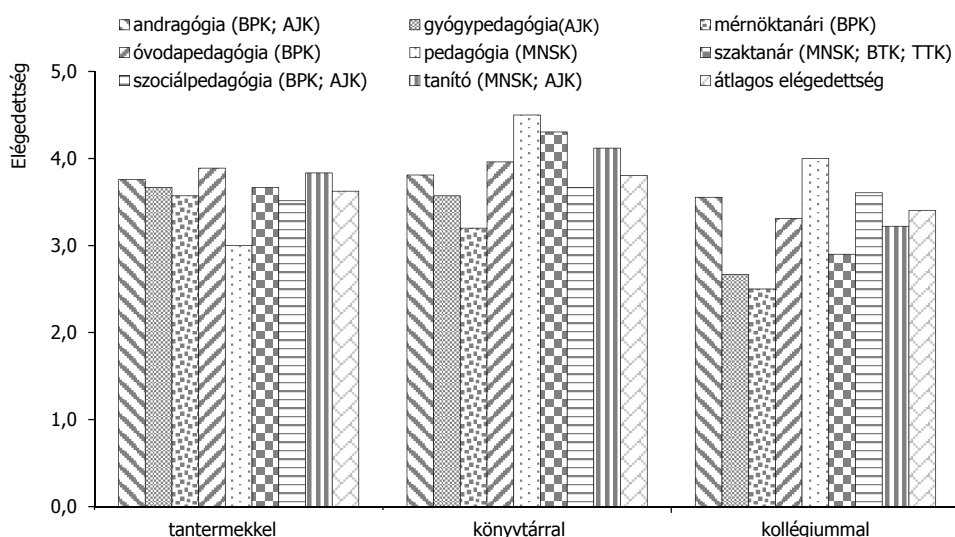 andragógia (BPK; AJK) gyógypedagógia(AJK) mérnöktanári (BPK)
óvodapedagógia (BPK) pedagógia (MNSK) szaktanár (MNSK; BTK; TTK)
szociálpedagógia (BPK; AJK) tanító (MNSK; AJK) átlagos elégedettség
Elégedettség
5,0
4,0
3,0
2,0
1,0
0,0
tantermekkel könyvtárral kollégiummal